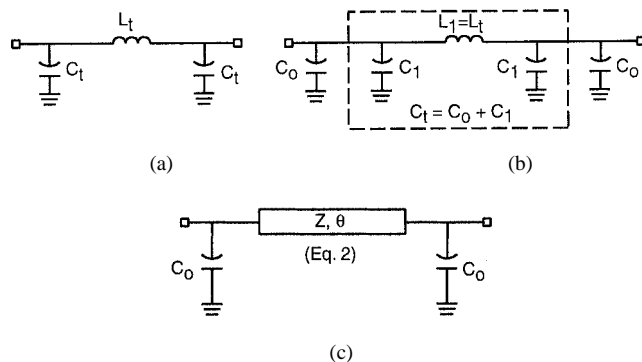 Lt
Ct
Ct
(a)
L1=Lt
Co
C1
C1
Co
Ct = Co + C1
(b)
Z, θ
(Eq. 2)
Co
Co
(c)